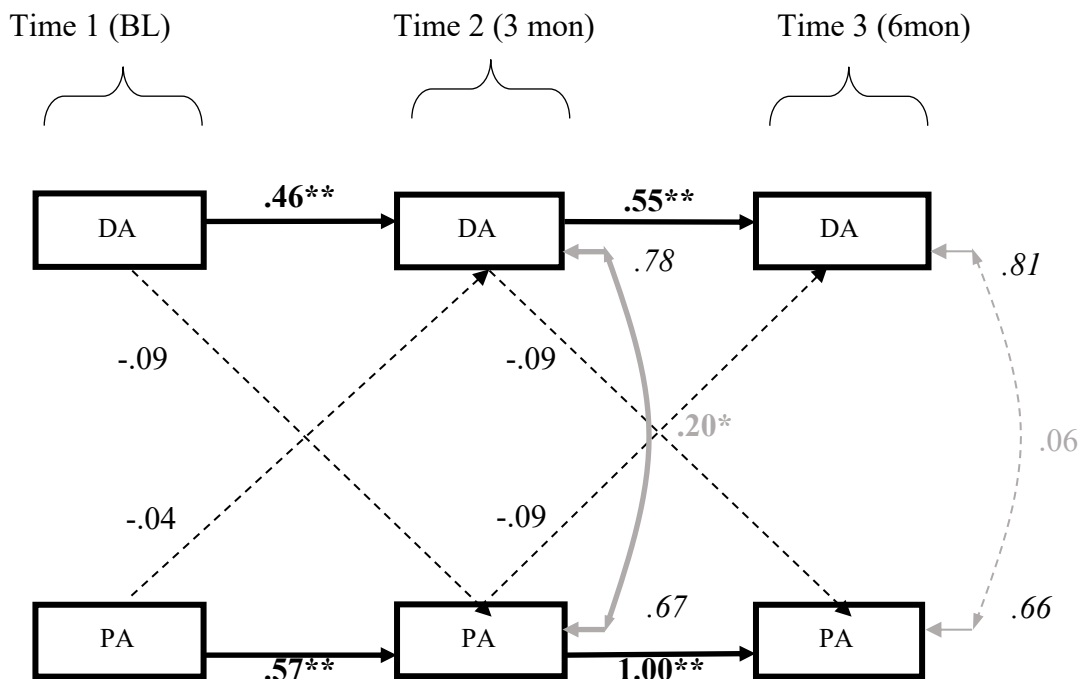 Time 1 (BL) Time 2 (3 mon) Time 3 (6mon)
.46** .55**
DA DA DA
.78 .81
-.09 -.09
.20* .06
-.04 -.09
.67 .66
PA PA PA
.57** 1.00**